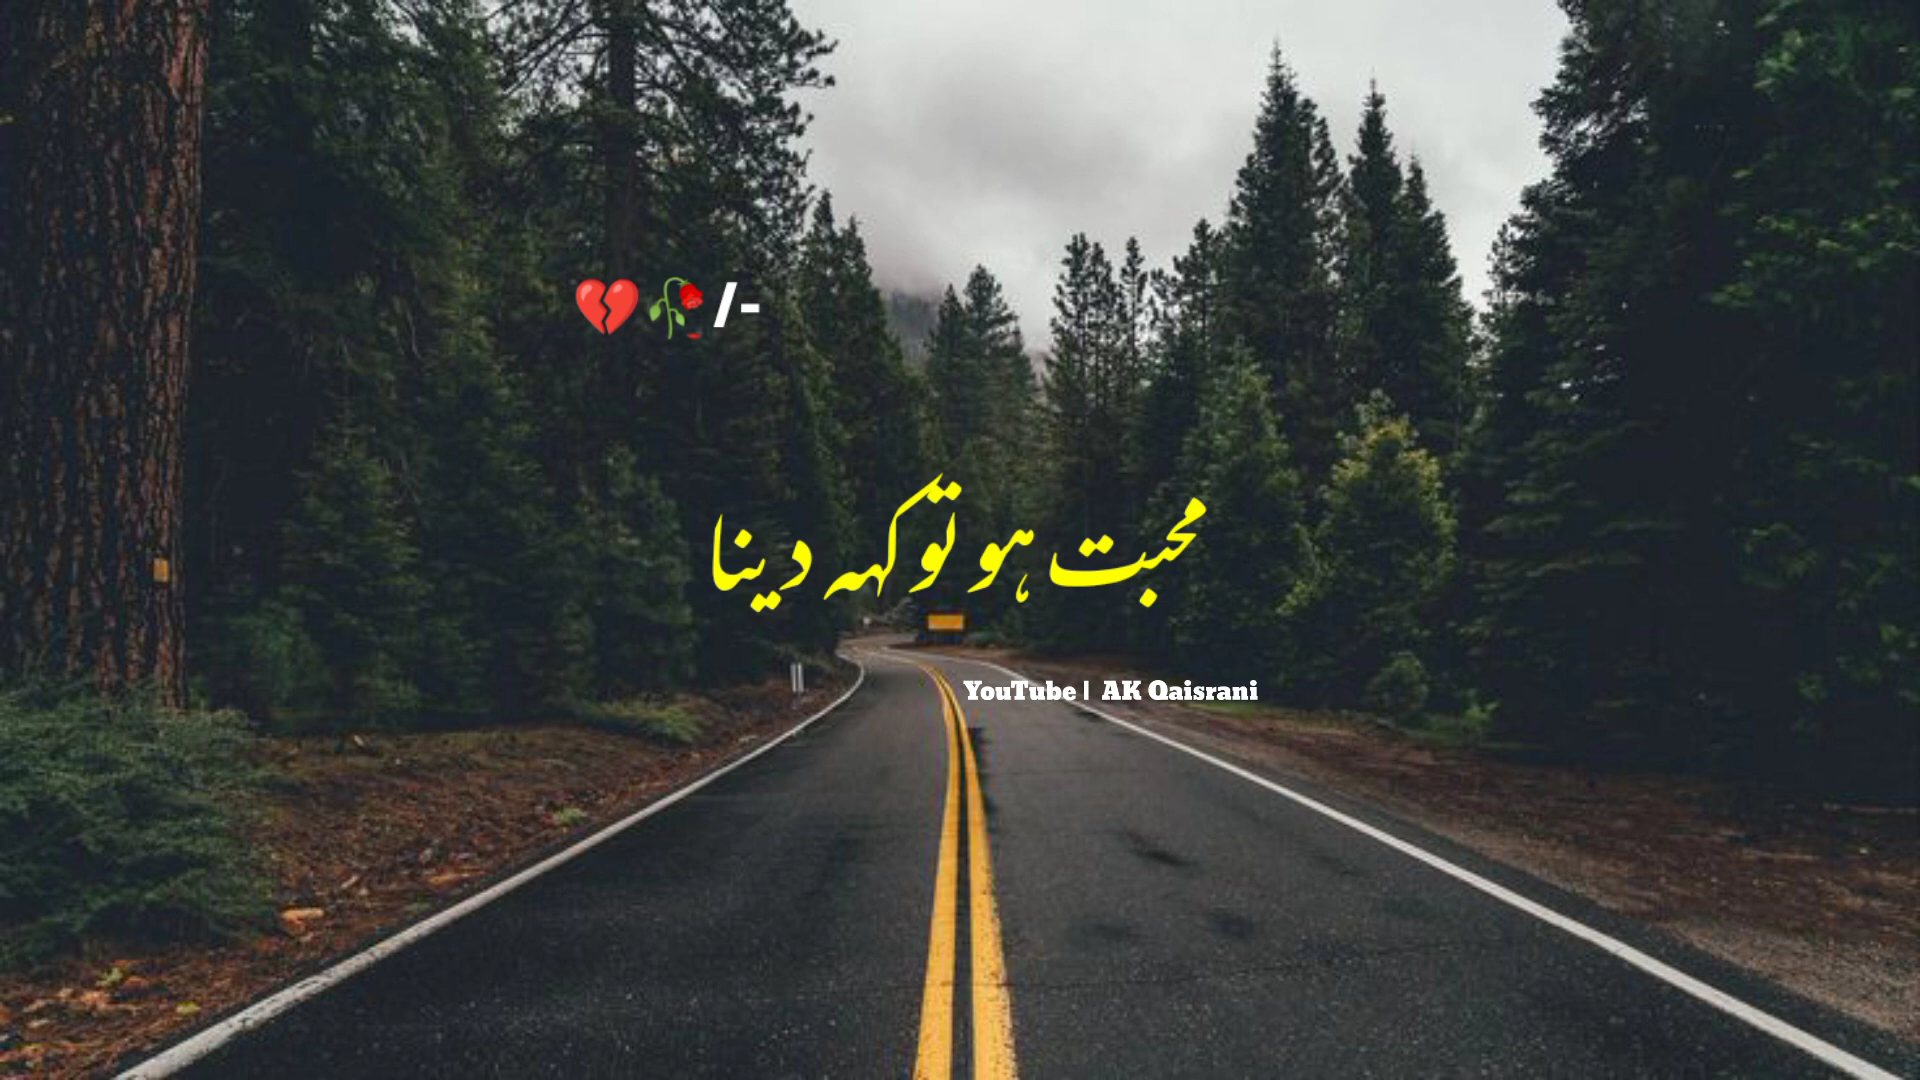 💔🥀/-
محبت ہو تو کہہ دینا
YouTube | AK Qaisrani